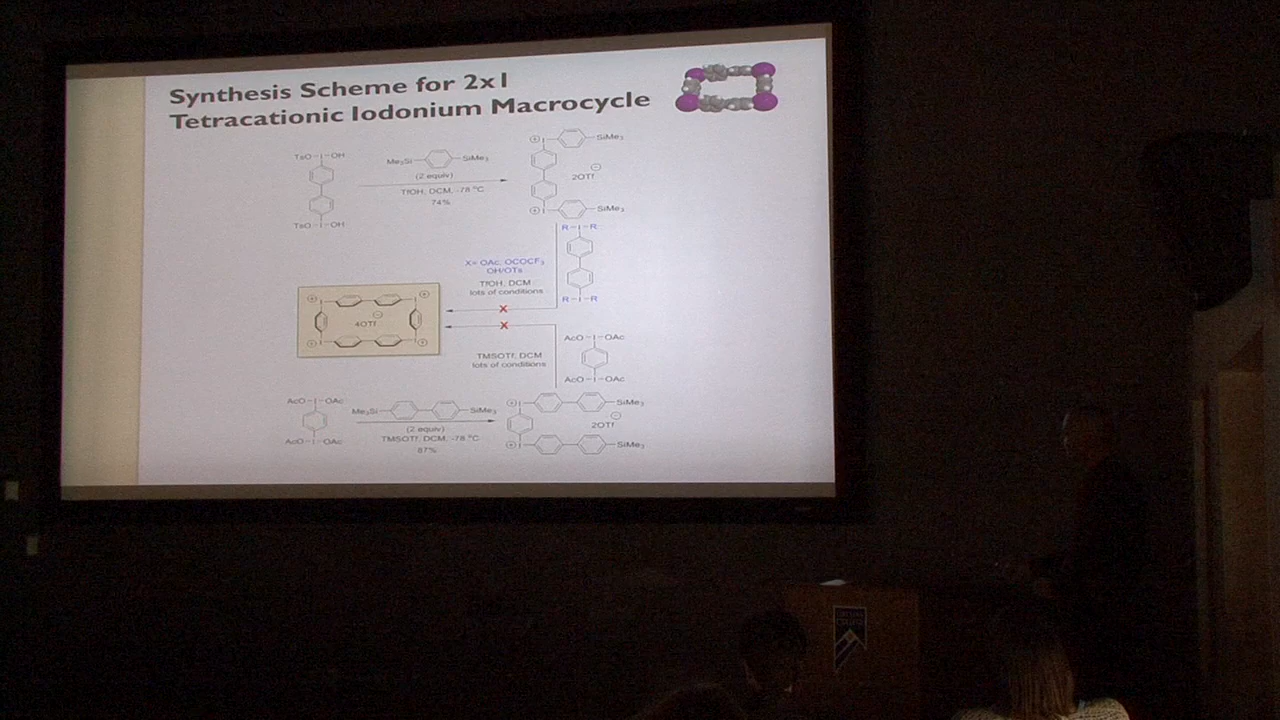 Synthesis Scheme for 2x1
Tetracationic Iodonium Macrocycle
TsO-I-OH
TsO-I-OH
Me3Si SiMe3
(2 equiv)
TfOH, DCM, -78 °C
74%
⊕ I SiMe3
2OTf ⊖
⊕ I SiMe3
R-I-R
R-I-R
X= OAc, OCOCF3
OH/OTs
TfOH, DCM
lots of conditions
X
X
⊕ I I ⊕
4OTf ⊖
⊕ I I ⊕
TMSOTf, DCM
lots of conditions
AcO-I-OAc
AcO-I-OAc
AcO-I-OAc
AcO-I-OAc
Me3Si SiMe3
(2 equiv)
TMSOTf, DCM, -78 °C
87%
⊕ I SiMe3
2OTf ⊖
⊕ I SiMe3